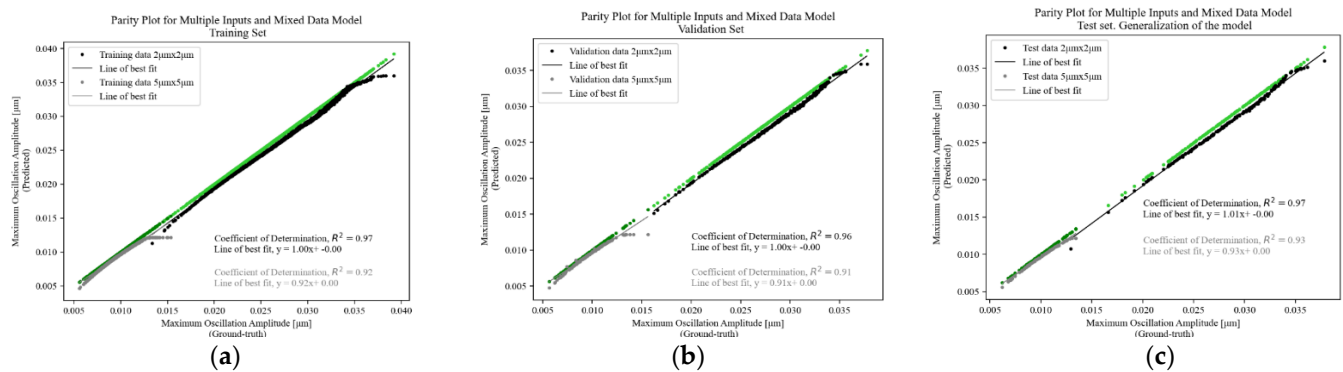 Parity Plot for Multiple Inputs and Mixed Data Model
Training Set
0.040
0.035
0.030
0.025
0.020
0.015
0.010
0.005
Maximum Oscillation Amplitude [μm]
(Predicted)
Training data 2μmx2μm
Line of best fit
Training data 5μmx5μm
Line of best fit
Coefficient of Determination, R² = 0.97
Line of best fit, y = 1.00x+ -0.00
Coefficient of Determination, R² = 0.92
Line of best fit, y = 0.92x+ 0.00
0.005 0.010 0.015 0.020 0.025 0.030 0.035 0.040
Maximum Oscillation Amplitude [μm]
(Ground-truth)
(a)
Parity Plot for Multiple Inputs and Mixed Data Model
Validation Set
0.035
0.030
0.025
0.020
0.015
0.010
0.005
Maximum Oscillation Amplitude [μm]
(Predicted)
Validation data 2μmx2μm
Line of best fit
Validation data 5μmx5μm
Line of best fit
Coefficient of Determination, R² = 0.96
Line of best fit, y = 1.00x+ -0.00
Coefficient of Determination, R² = 0.91
Line of best fit, y = 0.91x+ 0.00
0.005 0.010 0.015 0.020 0.025 0.030 0.035
Maximum Oscillation Amplitude [μm]
(Ground-truth)
(b)
Parity Plot for Multiple Inputs and Mixed Data Model
Test set. Generalization of the model
0.035
0.030
0.025
0.020
0.015
0.010
0.005
Maximum Oscillation Amplitude [μm]
(Predicted)
Test data 2μmx2μm
Line of best fit
Test data 5μmx5μm
Line of best fit
Coefficient of Determination, R² = 0.97
Line of best fit, y = 1.01x+ -0.00
Coefficient of Determination, R² = 0.93
Line of best fit, y = 0.93x+ 0.00
0.005 0.010 0.015 0.020 0.025 0.030 0.035
Maximum Oscillation Amplitude [μm]
(Ground-truth)
(c)